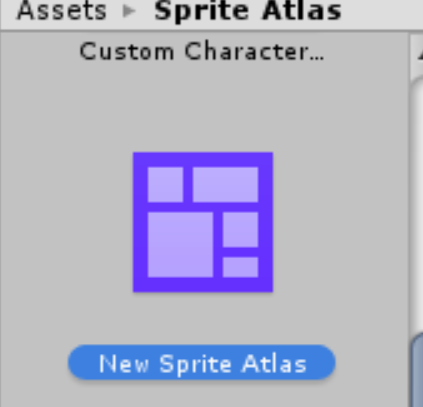 Assets ▸ Sprite Atlas
Custom Character...
New Sprite Atlas